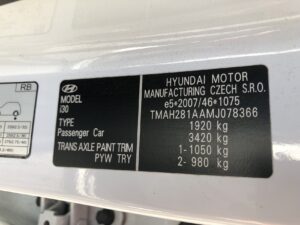 RB
MODEL
i30
TYPE
Passenger Car
TRANS AXLE PAINT TRIM
PYW TRY
HYUNDAI MOTOR
MANUFACTURING CZECH S.R.O.
e5*2007/46*1075
TMAH281AAMJ078366
1920 kg
3420 kg
1-1050 kg
2- 980 kg